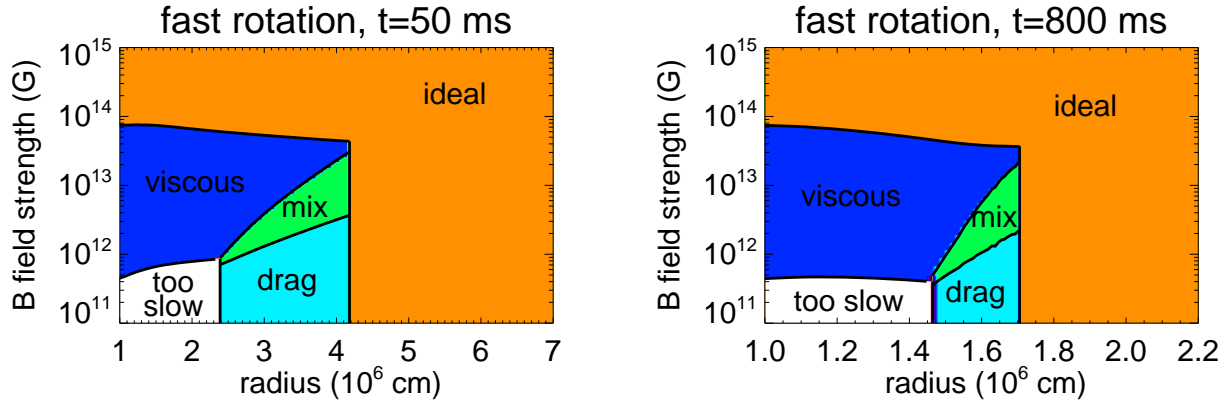 fast rotation, t=50 ms
B field strength (G)
10^15
10^14
10^13
10^12
10^11
ideal
viscous
mix
too
slow
drag
1 2 3 4 5 6 7
radius (10^6 cm)
fast rotation, t=800 ms
B field strength (G)
10^15
10^14
10^13
10^12
10^11
ideal
viscous
mix
too slow
drag
1.0 1.2 1.4 1.6 1.8 2.0 2.2
radius (10^6 cm)